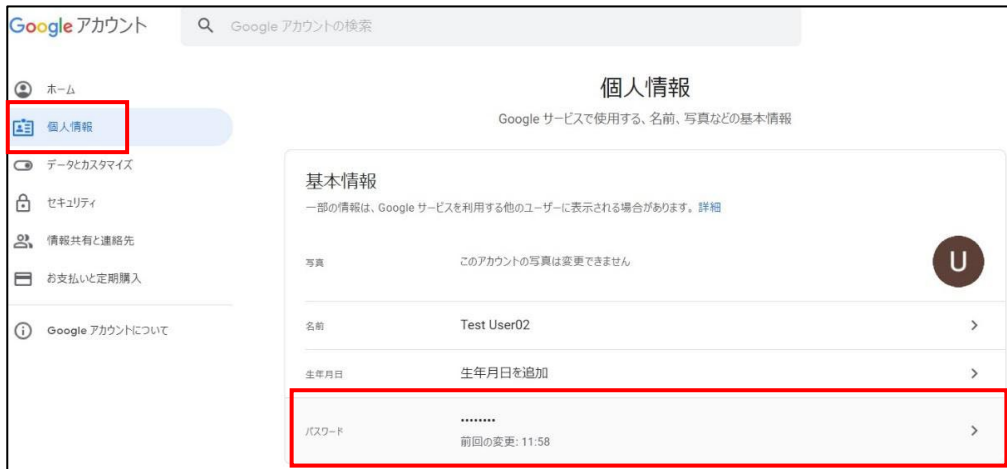 Google アカウント
Google アカウントの検索
ホーム
個人情報
データとカスタマイズ
セキュリティ
情報共有と連絡先
お支払いと定期購入
Google アカウントについて
個人情報
Google サービスで使用する、名前、写真などの基本情報
基本情報
一部の情報は、Google サービスを利用する他のユーザーに表示される場合があります。 詳細
写真 このアカウントの写真は変更できません U
名前 Test User02
生年月日 生年月日を追加
パスワード ••••••••
前回の変更: 11:58